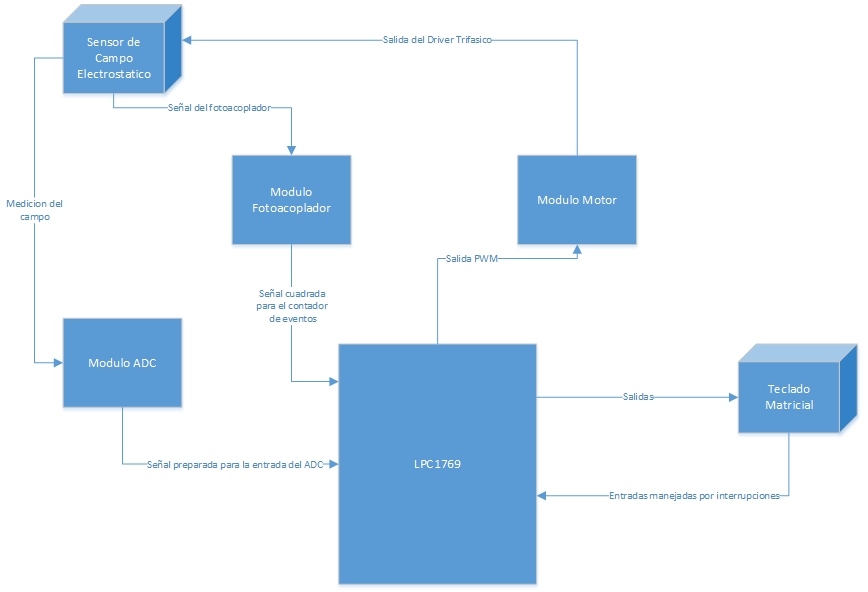 Sensor de
Campo
Electrostatico
Salida del Driver Trifasico
Señal del fotoacoplador
Modulo
Fotoacoplador
Modulo Motor
Medicion del
campo
Salida PWM
Señal cuadrada
para el contador
de eventos
Modulo ADC
Teclado
Matricial
Salidas
LPC1769
Señal preparada para la entrada del ADC
Entradas manejadas por interrupciones